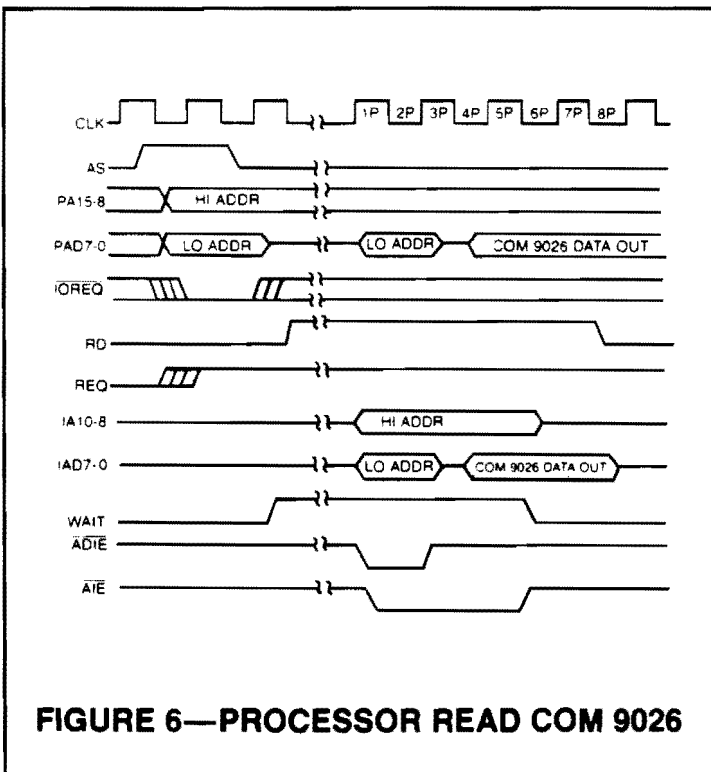 CLK 1P 2P 3P 4P 5P 6P 7P 8P
AS
PA15-8 HI ADDR
PAD7-0 LO ADDR LO ADDR COM 9026 DATA OUT
IOREQ
RD
REQ
IA10-8 HI ADDR
IAD7-0 LO ADDR COM 9026 DATA OUT
WAIT
ADIE
AIE
FIGURE 6—PROCESSOR READ COM 9026